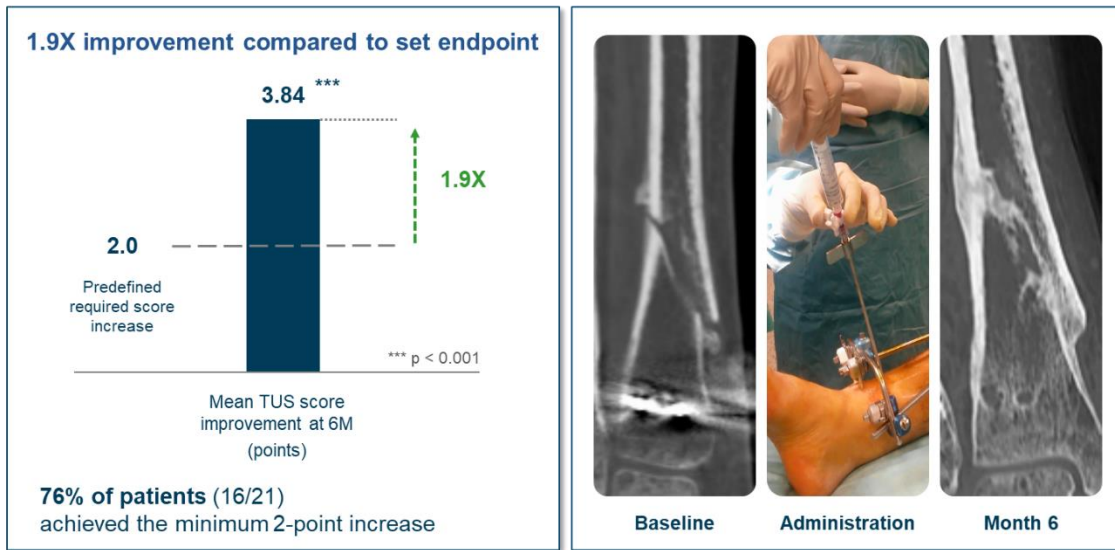 1.9X improvement compared to set endpoint
3.84 ***
1.9X
2.0
Predefined
required score
increase
*** p < 0.001
Mean TUS score
improvement at 6M
(points)
76% of patients (16/21)
achieved the minimum 2-point increase
Baseline
Administration
Month 6